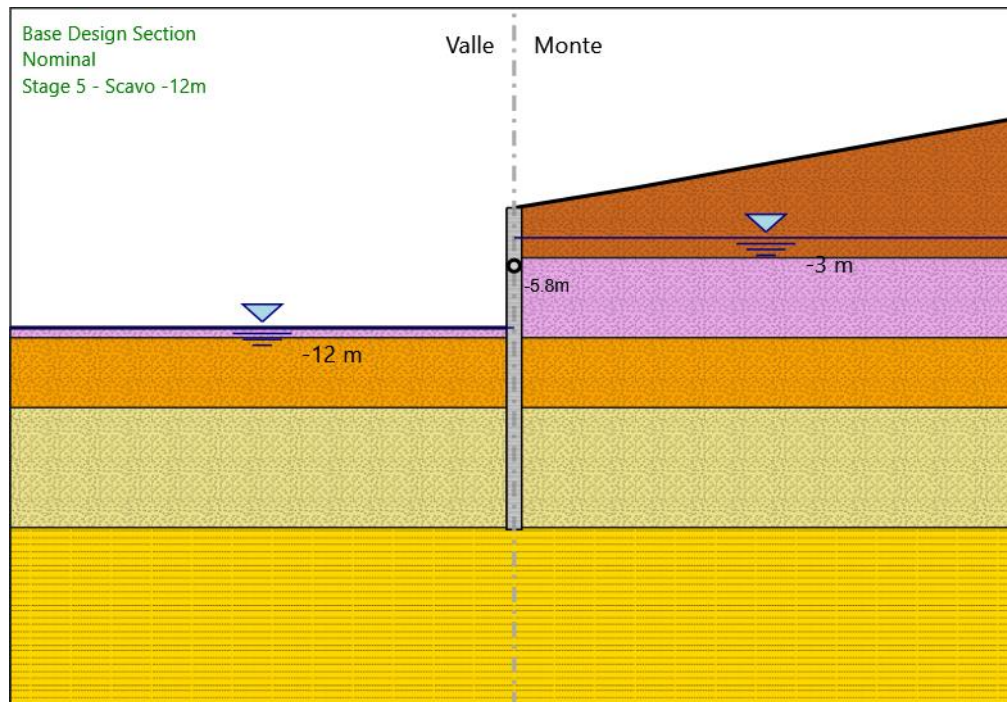 Base Design Section
Nominal
Stage 5 - Scavo -12m
Valle
Monte
-3 m
-5.8m
-12 m